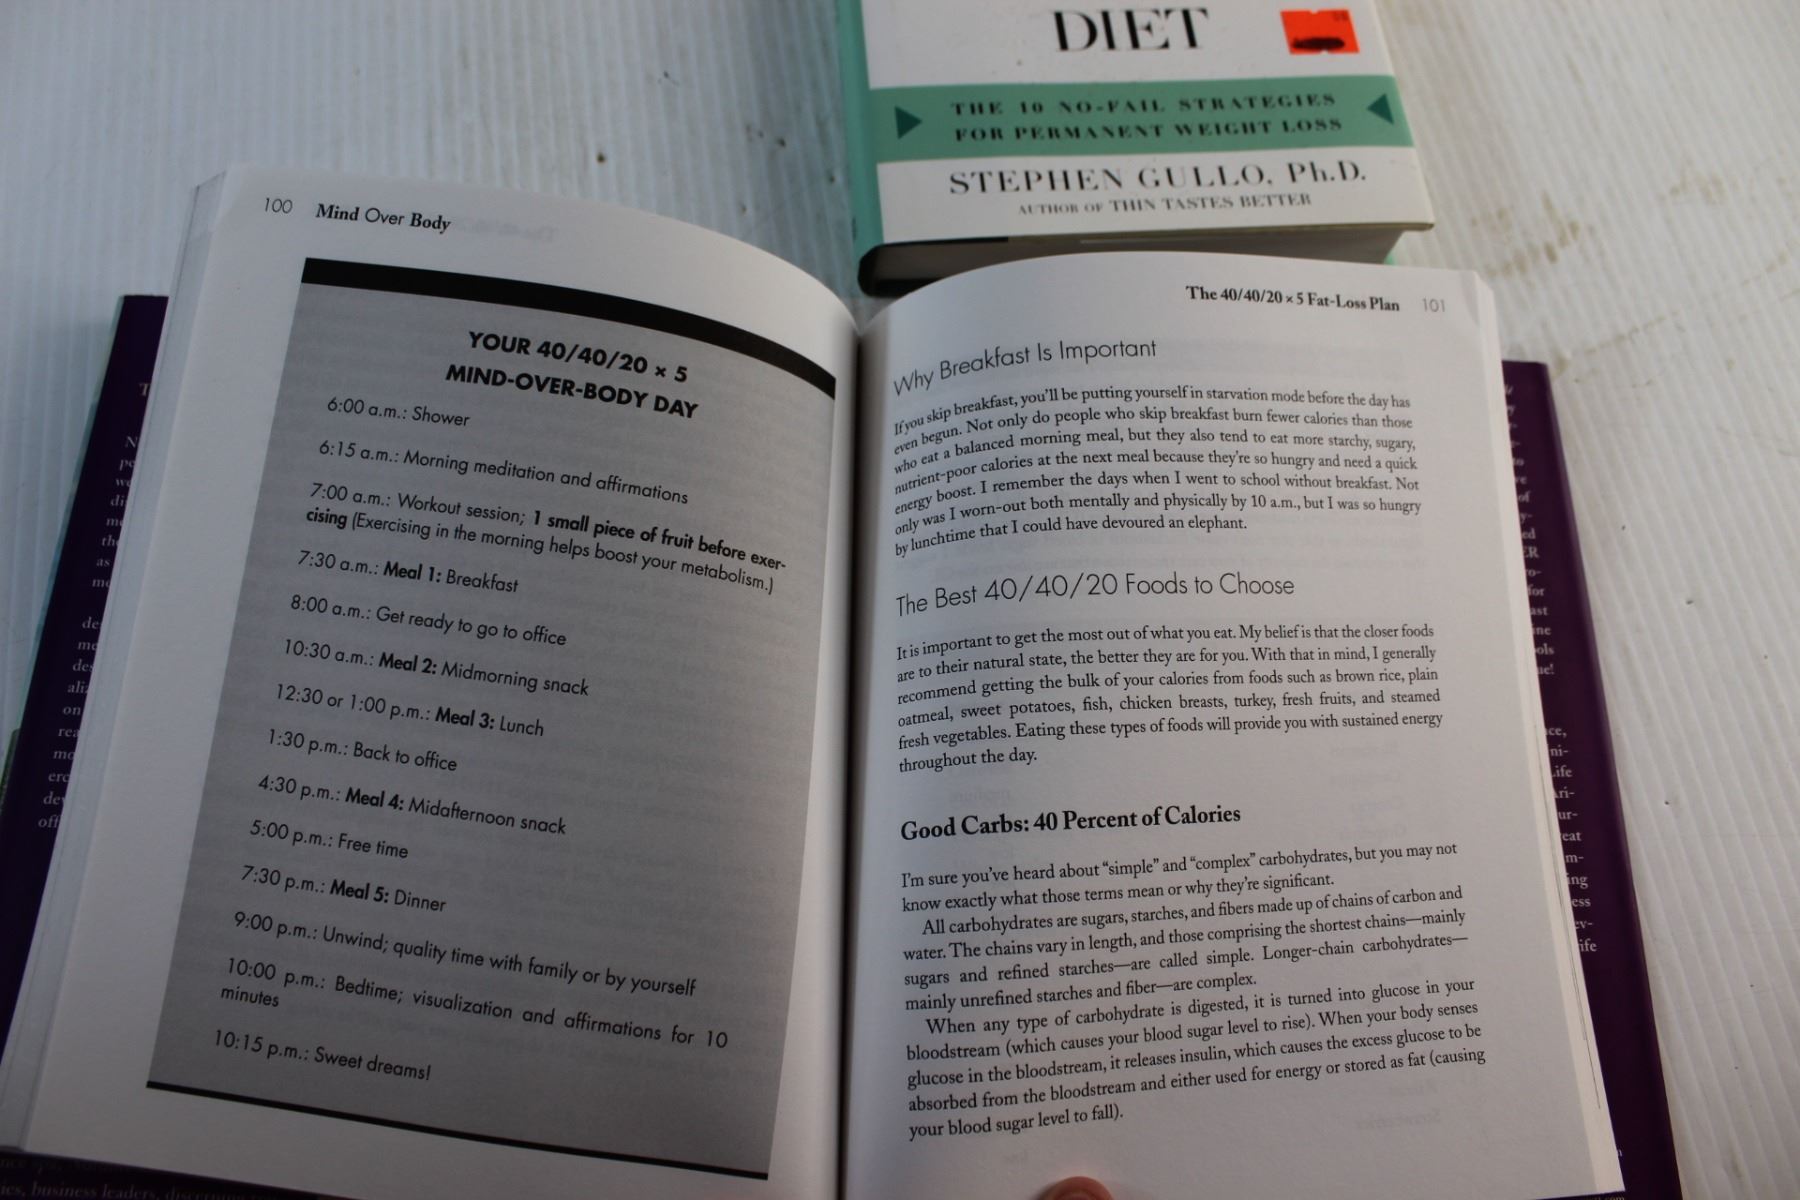 DIET
THE 10 NO-FAIL STRATEGIES
FOR PERMANENT WEIGHT LOSS
STEPHEN GULLO, Ph.D.
AUTHOR OF THIN TASTES BETTER
100 Mind Over Body
YOUR 40/40/20 × 5
MIND-OVER-BODY DAY
6:00 a.m.: Shower
6:15 a.m.: Morning meditation and affirmations
7:00 a.m.: Workout session; 1 small piece of fruit before exer-
cising (Exercising in the morning helps boost your metabolism.)
7:30 a.m.: Meal 1: Breakfast
8:00 a.m.: Get ready to go to office
10:30 a.m.: Meal 2: Midmorning snack
12:30 or 1:00 p.m.: Meal 3: Lunch
1:30 p.m.: Back to office
4:30 p.m.: Meal 4: Midafternoon snack
5:00 p.m.: Free time
7:30 p.m.: Meal 5: Dinner
9:00 p.m.: Unwind; quality time with family or by yourself
10:00 p.m.: Bedtime; visualization and affirmations for 10
minutes
10:15 p.m.: Sweet dreams!
The 40/40/20 × 5 Fat-Loss Plan 101
Why Breakfast Is Important
If you skip breakfast, you'll be putting yourself in starvation mode before the day has
even begun. Not only do people who skip breakfast burn fewer calories than those
who eat a balanced morning meal, but they also tend to eat more starchy, sugary,
nutrient-poor calories at the next meal because they're so hungry and need a quick
energy boost. I remember the days when I went to school without breakfast. Not
only was I worn-out both mentally and physically by 10 a.m., but I was so hungry
by lunchtime that I could have devoured an elephant.
The Best 40/40/20 Foods to Choose
It is important to get the most out of what you eat. My belief is that the closer foods
are to their natural state, the better they are for you. With that in mind, I generally
recommend getting the bulk of your calories from foods such as brown rice, plain
oatmeal, sweet potatoes, fish, chicken breasts, turkey, fresh fruits, and steamed
fresh vegetables. Eating these types of foods will provide you with sustained energy
throughout the day.
Good Carbs: 40 Percent of Calories
I'm sure you've heard about "simple" and "complex" carbohydrates, but you may not
know exactly what those terms mean or why they're significant.
All carbohydrates are sugars, starches, and fibers made up of chains of carbon and
water. The chains vary in length, and those comprising the shortest chains—mainly
sugars and refined starches—are called simple. Longer-chain carbohydrates—
mainly unrefined starches and fiber—are complex.
When any type of carbohydrate is digested, it is turned into glucose in your
bloodstream (which causes your blood sugar level to rise). When your body senses
glucose in the bloodstream, it releases insulin, which causes the excess glucose to be
absorbed from the bloodstream and either used for energy or stored as fat (causing
your blood sugar level to fall).
business leaders,